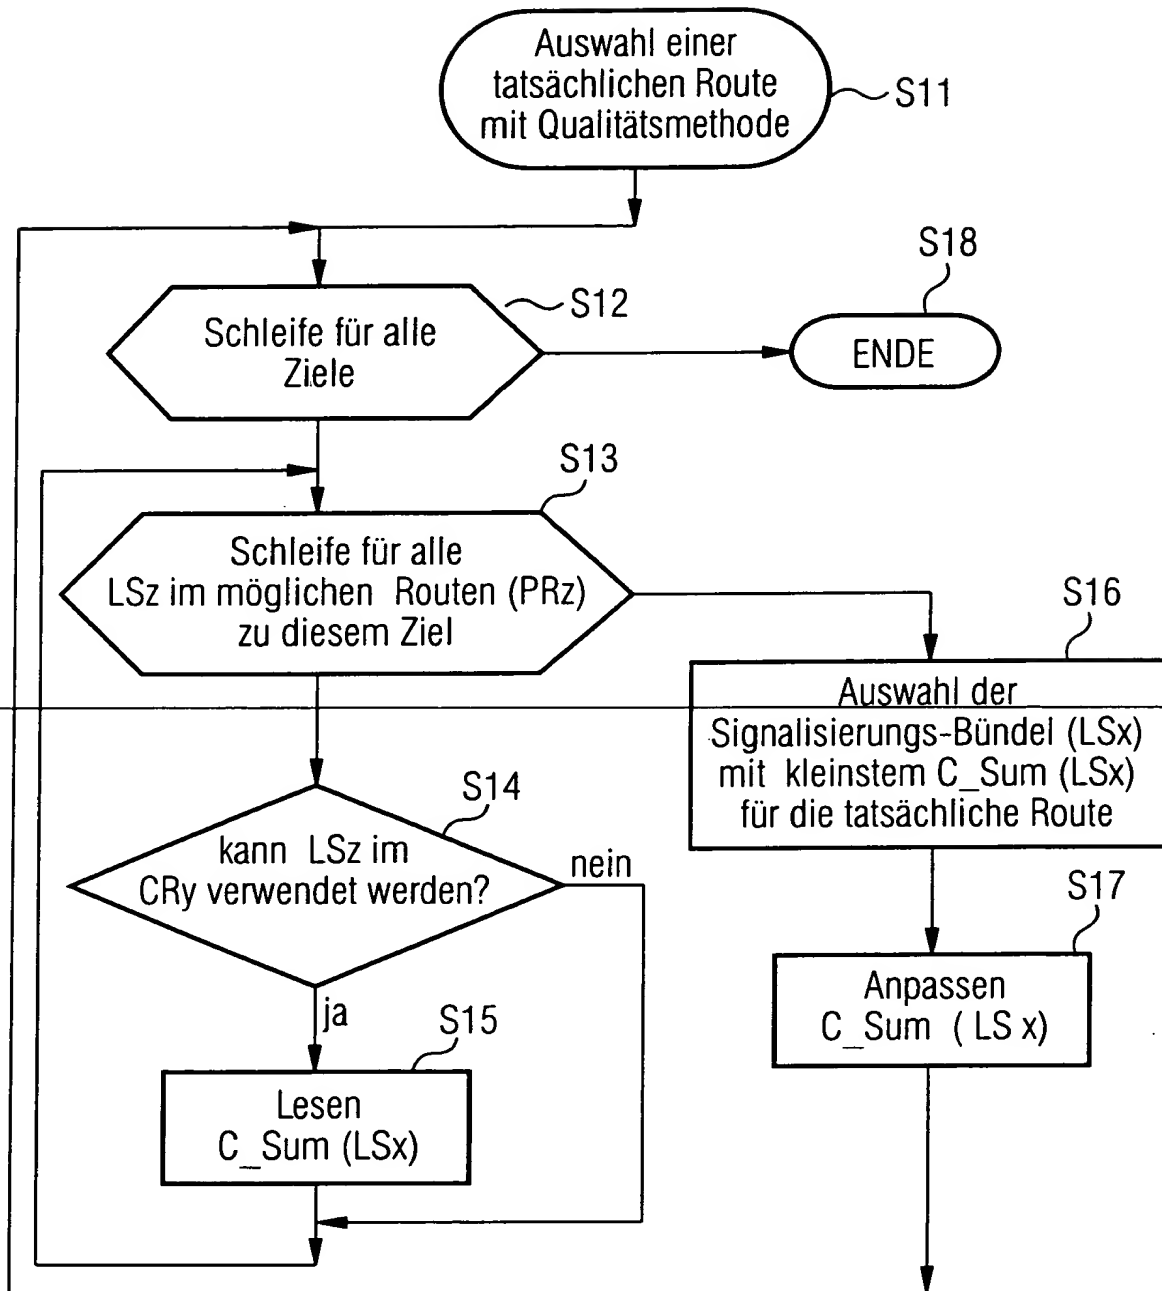 Auswahl einer
tatsächlichen Route
mit Qualitätsmethode
S11
S18
S12
Schleife für alle
Ziele
ENDE
S13
Schleife für alle
LSz im möglichen Routen (PRz)
zu diesem Ziel
S16
Auswahl der
Signalisierungs-Bündel (LSx)
mit kleinstem C_Sum (LSx)
für die tatsächliche Route
S14
kann LSz im
CRy verwendet werden?
nein
S17
Anpassen
C_Sum ( LS x)
ja
S15
Lesen
C_Sum (LSx)